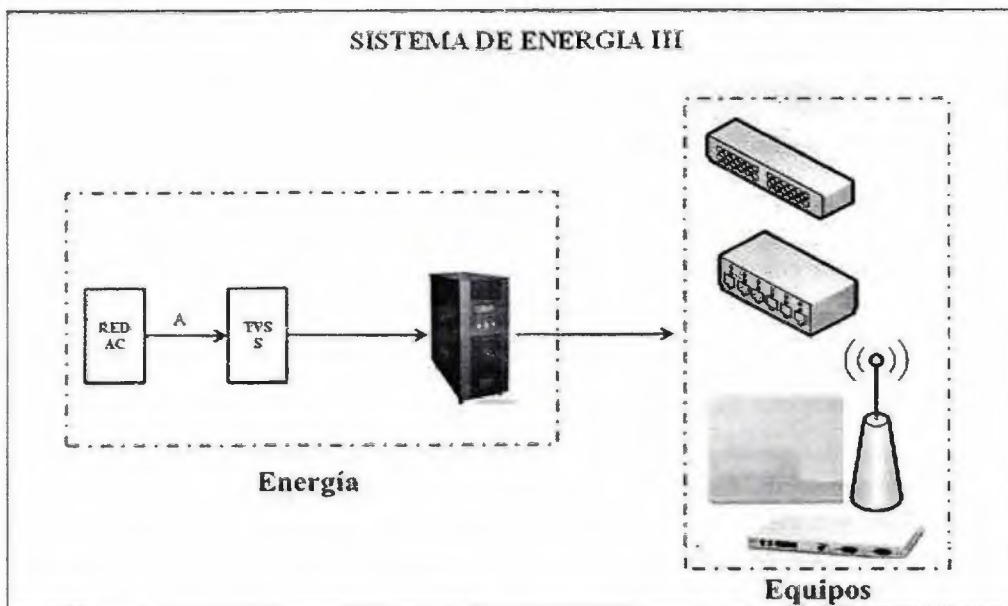 SISTEMA DE ENERGIA III
RED
AC
A
TVS
S
Energía
Equipos